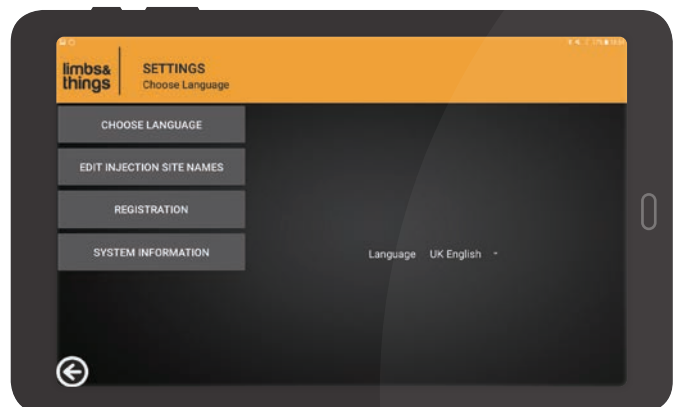 limbs&
things
SETTINGS
Choose Language
CHOOSE LANGUAGE
EDIT INJECTION SITE NAMES
REGISTRATION
SYSTEM INFORMATION
Language UK English